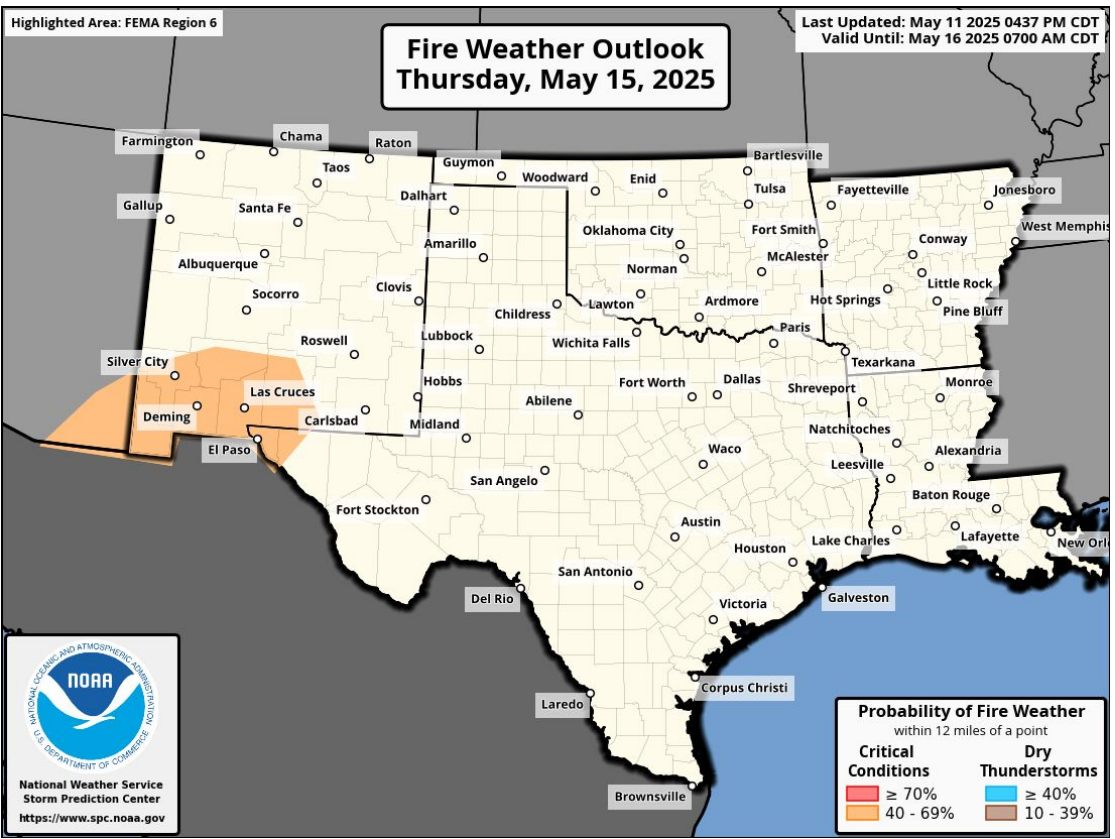 Highlighted Area: FEMA Region 6
Fire Weather Outlook
Thursday, May 15, 2025
Last Updated: May 11 2025 0437 PM CDT
Valid Until: May 16 2025 0700 AM CDT
Farmington
Chama
Raton
Taos
Guymon
Woodward
Enid
Bartlesville
Gallup
Santa Fe
Dalhart
Tulsa
Fayetteville
Jonesboro
Albuquerque
Amarillo
Oklahoma City
Fort Smith
Conway
West Memphis
Norman
McAlester
Socorro
Clovis
Childress
Lawton
Ardmore
Hot Springs
Little Rock
Pine Bluff
Silver City
Roswell
Lubbock
Wichita Falls
Paris
Texarkana
Las Cruces
Hobbs
Fort Worth
Dallas
Shreveport
Monroe
Deming
Carlsbad
Midland
Abilene
Natchitoches
El Paso
San Angelo
Waco
Leesville
Alexandria
Fort Stockton
Baton Rouge
Austin
Houston
Lake Charles
Lafayette
New Orl
San Antonio
Del Rio
Victoria
Galveston
Laredo
Corpus Christi
Brownsville
NATIONAL OCEANIC AND ATMOSPHERIC ADMINISTRATION
NOAA
U.S. DEPARTMENT OF COMMERCE
National Weather Service
Storm Prediction Center
https://www.spc.noaa.gov
Probability of Fire Weather
within 12 miles of a point
Critical Conditions
≥ 70%
40 - 69%
Dry Thunderstorms
≥ 40%
10 - 39%